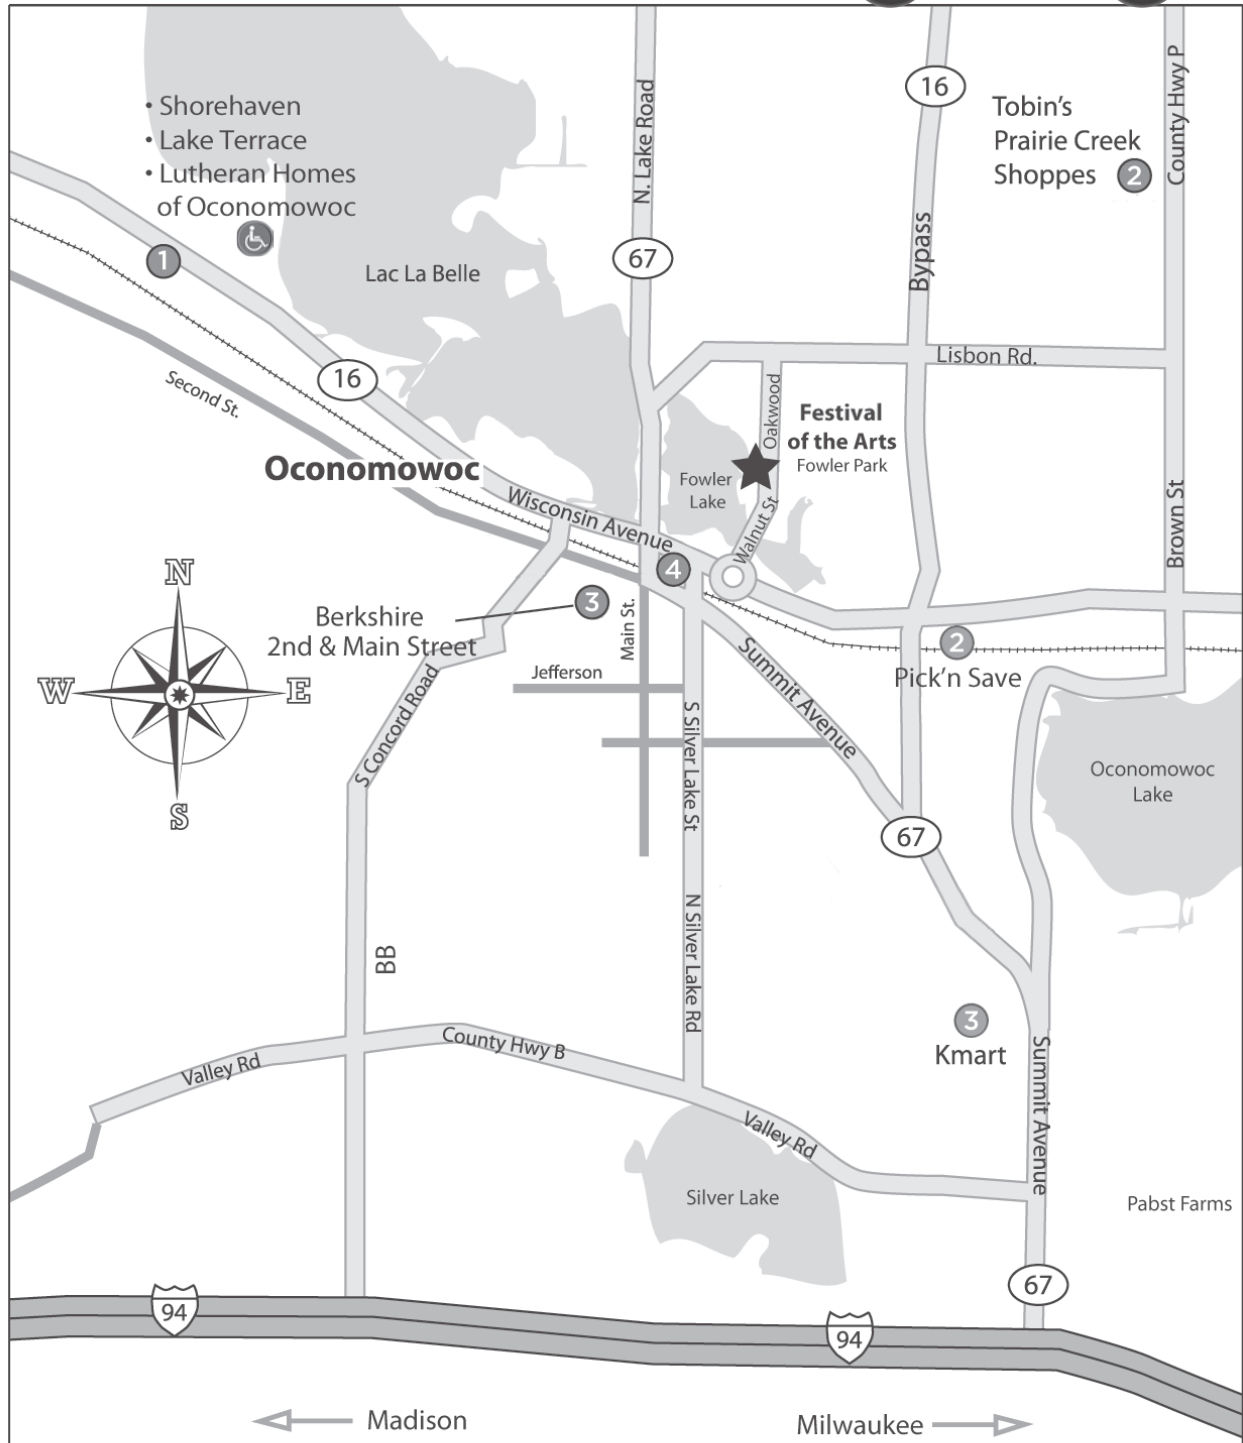 16
Tobin's
Prairie Creek
Shoppes 2
County Hwy P
• Shorehaven
• Lake Terrace
• Lutheran Homes
of Oconomowoc
N. Lake Road
1
67
Bypass
Lac La Belle
16
Lisbon Rd.
Second St.
Oakwood
Festival
of the Arts
Fowler Park
Oconomowoc
Fowler
Lake
Wisconsin Avenue
Walnut St
Brown St
4
N
3
Berkshire
2nd & Main Street
Main St.
2
Pick'n Save
W
E
S
Jefferson
Summit Avenue
S Concord Road
S Silver Lake St
Oconomowoc
Lake
67
N Silver Lake Rd
BB
3
Kmart
County Hwy B
Valley Rd
Summit Avenue
Valley Rd
Silver Lake
Pabst Farms
67
94
94
Madison
Milwaukee